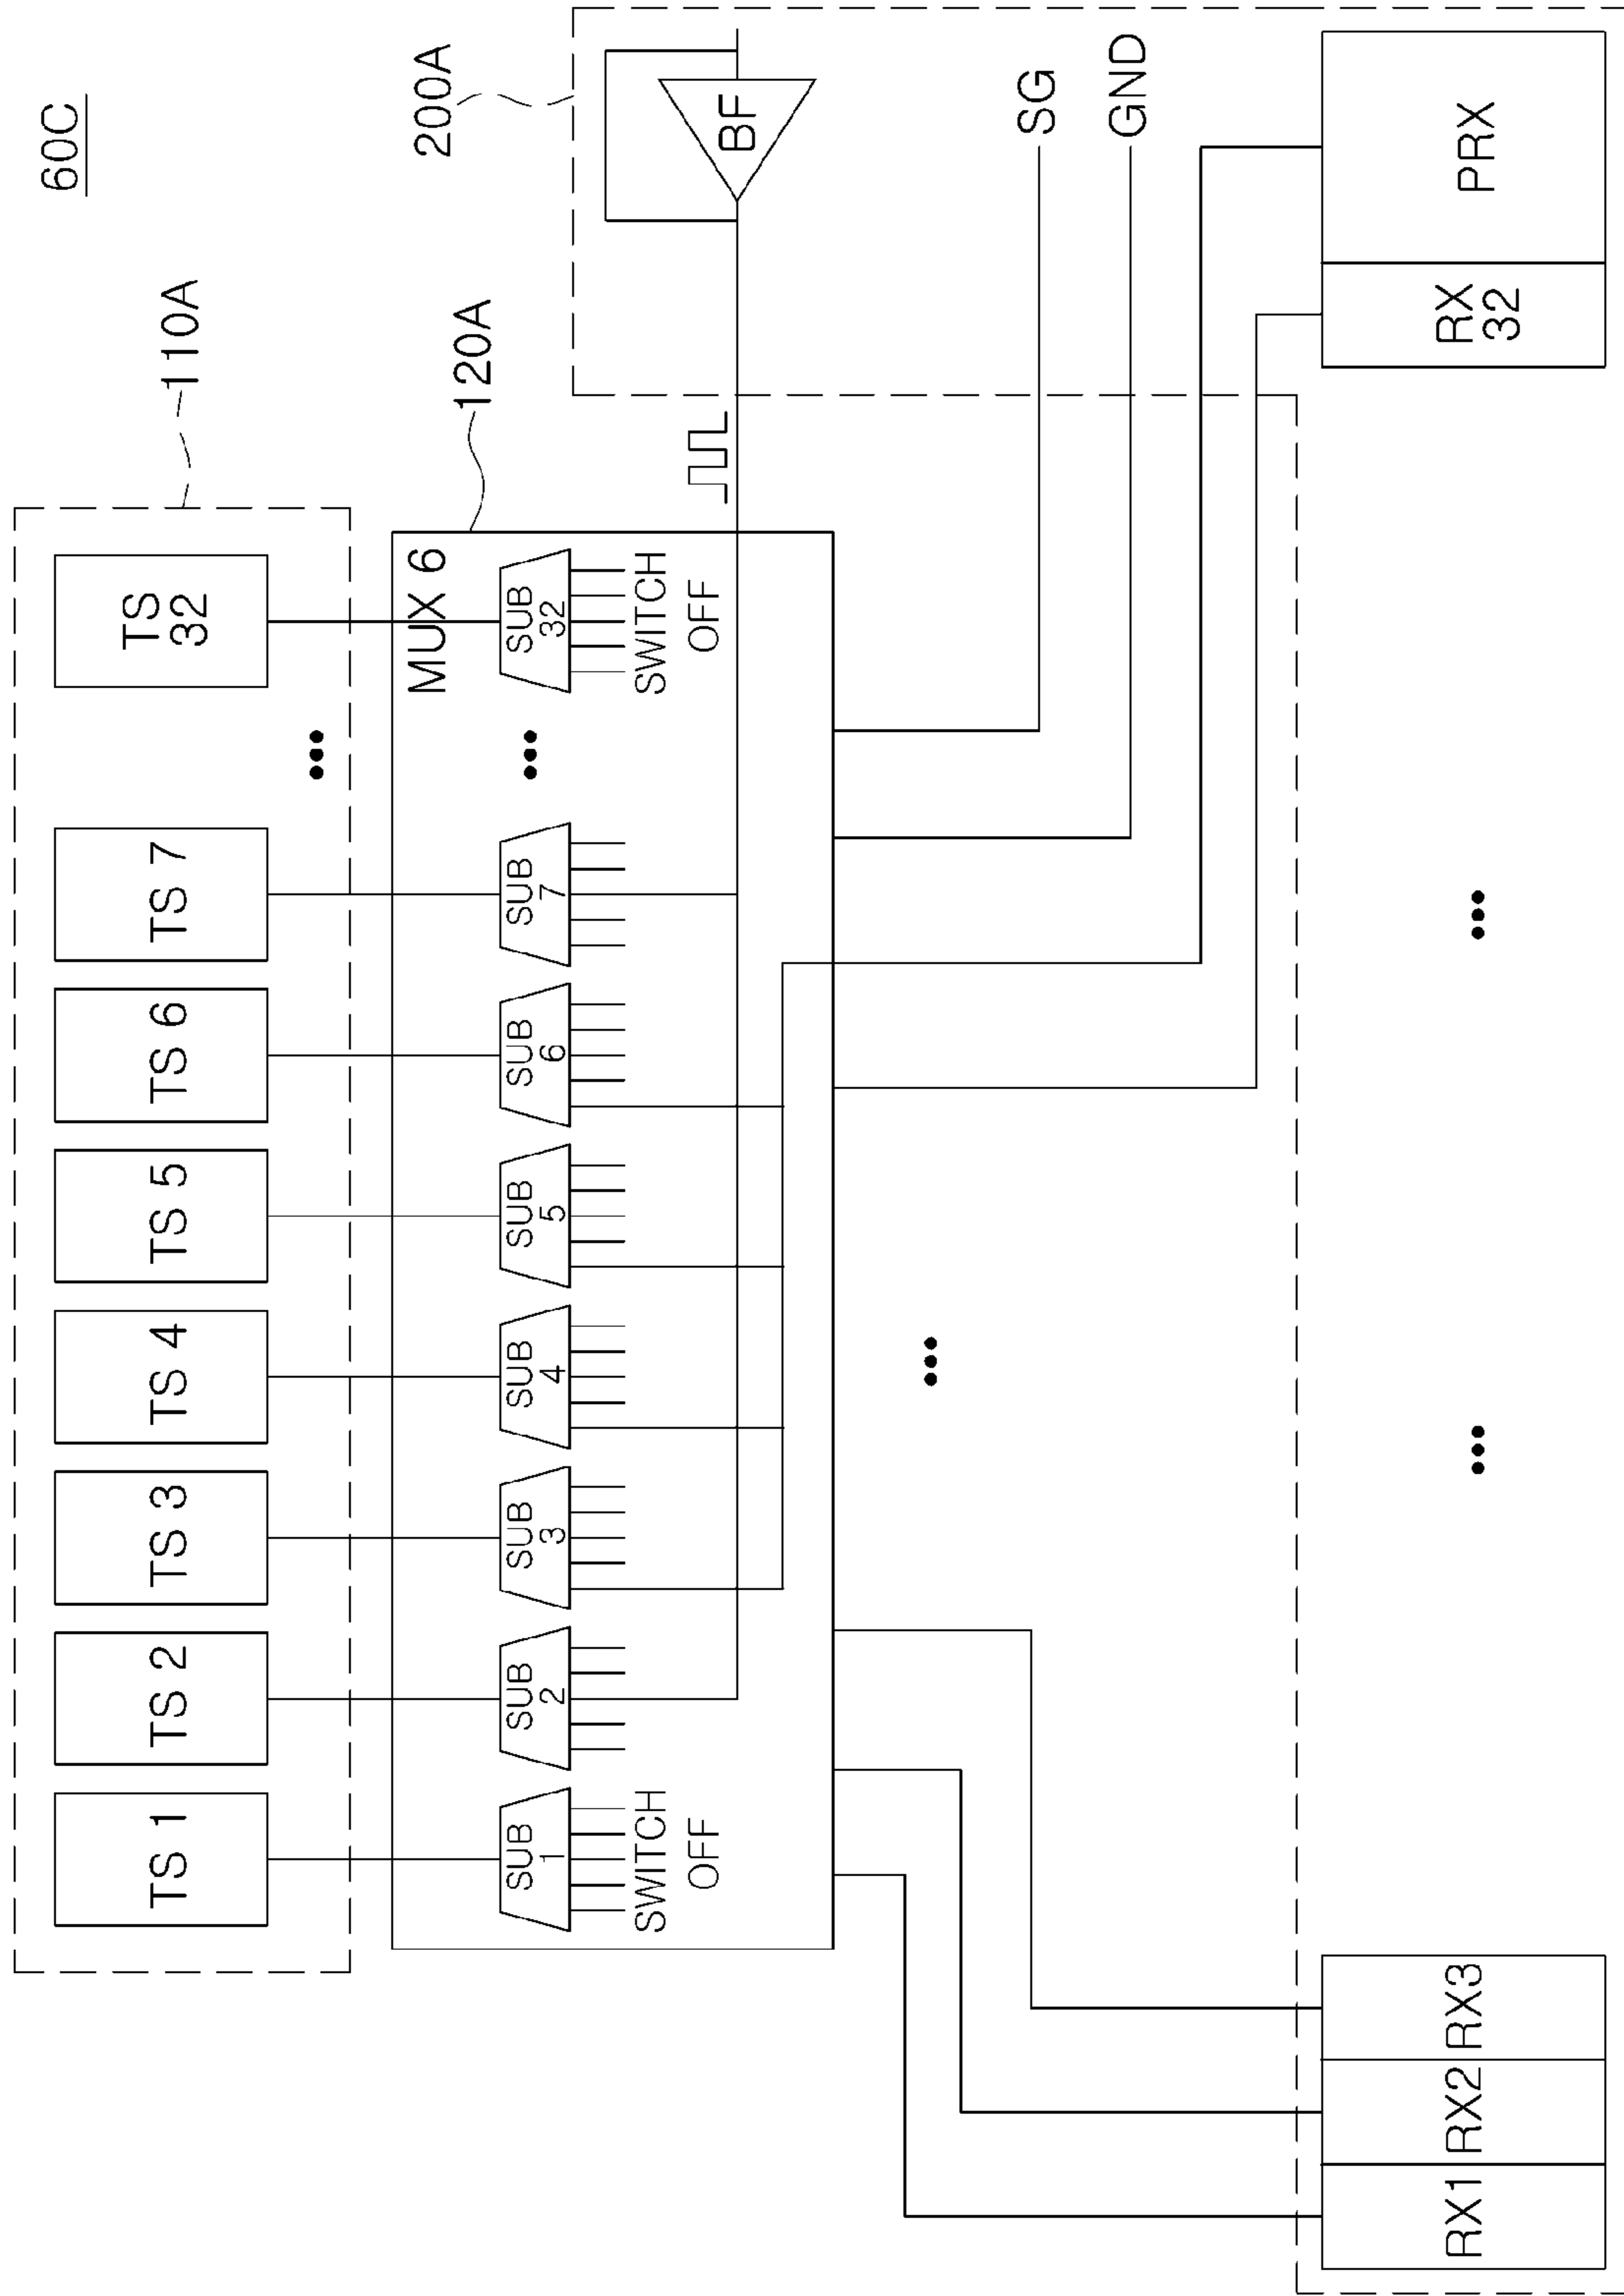 60C
110A
TS 1
TS 2
TS 3
TS 4
TS 5
TS 6
TS 7
TS
32
120A
MUX 6
SUB
1
SUB
2
SUB
3
SUB
4
SUB
5
SUB
6
SUB
7
SUB
32
SWITCH
OFF
SWITCH
OFF
200A
BF
SG
GND
RX1
RX2
RX3
RX
32
PRX